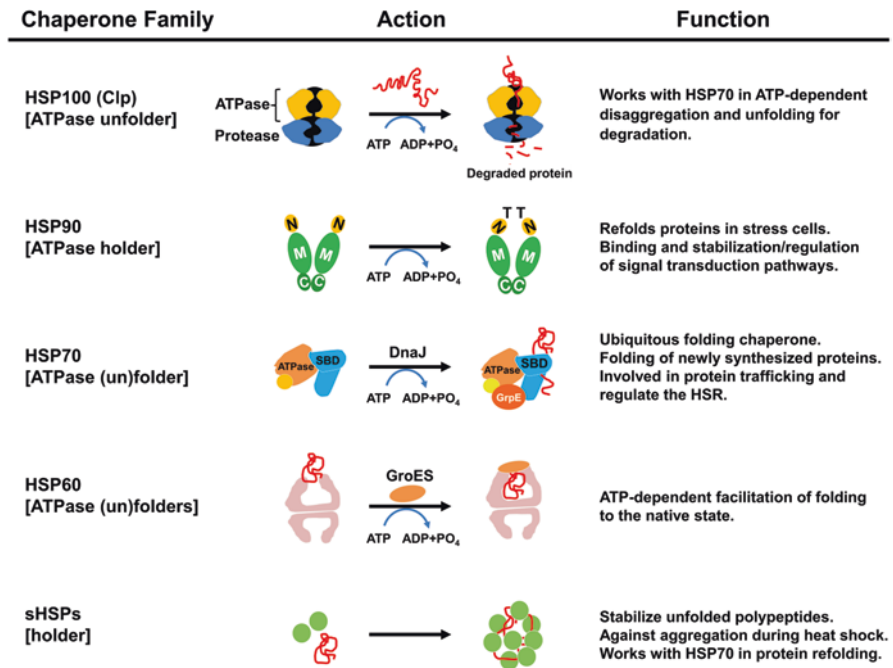 Chaperone Family
Action
Function
HSP100 (Clp)
[ATPase unfolder]
ATPase
Protease
ATP ADP+PO4
Degraded protein
Works with HSP70 in ATP-dependent
disaggregation and unfolding for
degradation.
HSP90
[ATPase holder]
N N
M M
C C
ATP ADP+PO4
T T
N N
M M
C C
Refolds proteins in stress cells.
Binding and stabilization/regulation
of signal transduction pathways.
HSP70
[ATPase (un)folder]
ATPase SBD
DnaJ
ATP ADP+PO4
SBD
ATPase
GrpE
Ubiquitous folding chaperone.
Folding of newly synthesized proteins.
Involved in protein trafficking and
regulate the HSR.
HSP60
[ATPase (un)folders]
GroES
ATP ADP+PO4
ATP-dependent facilitation of folding
to the native state.
sHSPs
[holder]
Stabilize unfolded polypeptides.
Against aggregation during heat shock.
Works with HSP70 in protein refolding.